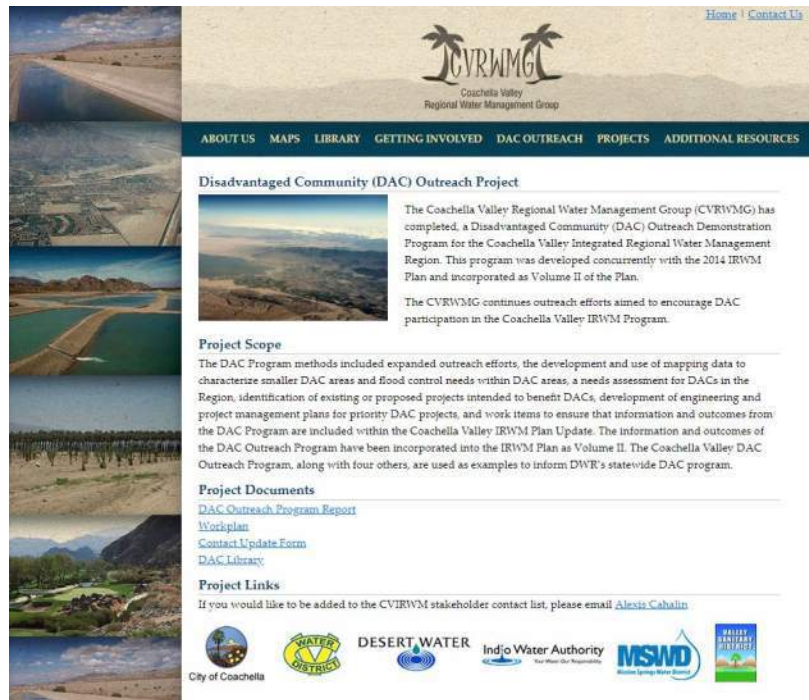 Home | Contact Us
CVRWMG
Coachella Valley
Regional Water Management Group
ABOUT US MAPS LIBRARY GETTING INVOLVED DAC OUTREACH PROJECTS ADDITIONAL RESOURCES
Disadvantaged Community (DAC) Outreach Project
The Coachella Valley Regional Water Management Group (CVRWMG) has
completed, a Disadvantaged Community (DAC) Outreach Demonstration
Program for the Coachella Valley Integrated Regional Water Management
Region. This program was developed concurrently with the 2014 IRWM
Plan and incorporated as Volume II of the Plan.
The CVRWMG continues outreach efforts aimed to encourage DAC
participation in the Coachella Valley IRWM Program.
Project Scope
The DAC Program methods included expanded outreach efforts, the development and use of mapping data to
characterize smaller DAC areas and flood control needs within DAC areas, a needs assessment for DACs in the
Region, identification of existing or proposed projects intended to benefit DACs, development of engineering and
project management plans for priority DAC projects, and work items to ensure that information and outcomes from
the DAC Program are included within the Coachella Valley IRWM Plan Update. The information and outcomes of
the DAC Outreach Program have been incorporated into the IRWM Plan as Volume II. The Coachella Valley DAC
Outreach Program, along with four others, are used as examples to inform DWR's statewide DAC program.
Project Documents
DAC Outreach Program Report
Workplan
Contact Update Form
DAC Library
Project Links
If you would like to be added to the CVIRWM stakeholder contact list, please email Alexis Cahalin
City of Coachella
WATER
DISTRICT
DESERT WATER
Indio Water Authority
Your Water. Our Responsibility.
MSWD
Mission Springs Water District
VALLEY
SANITARY
DISTRICT